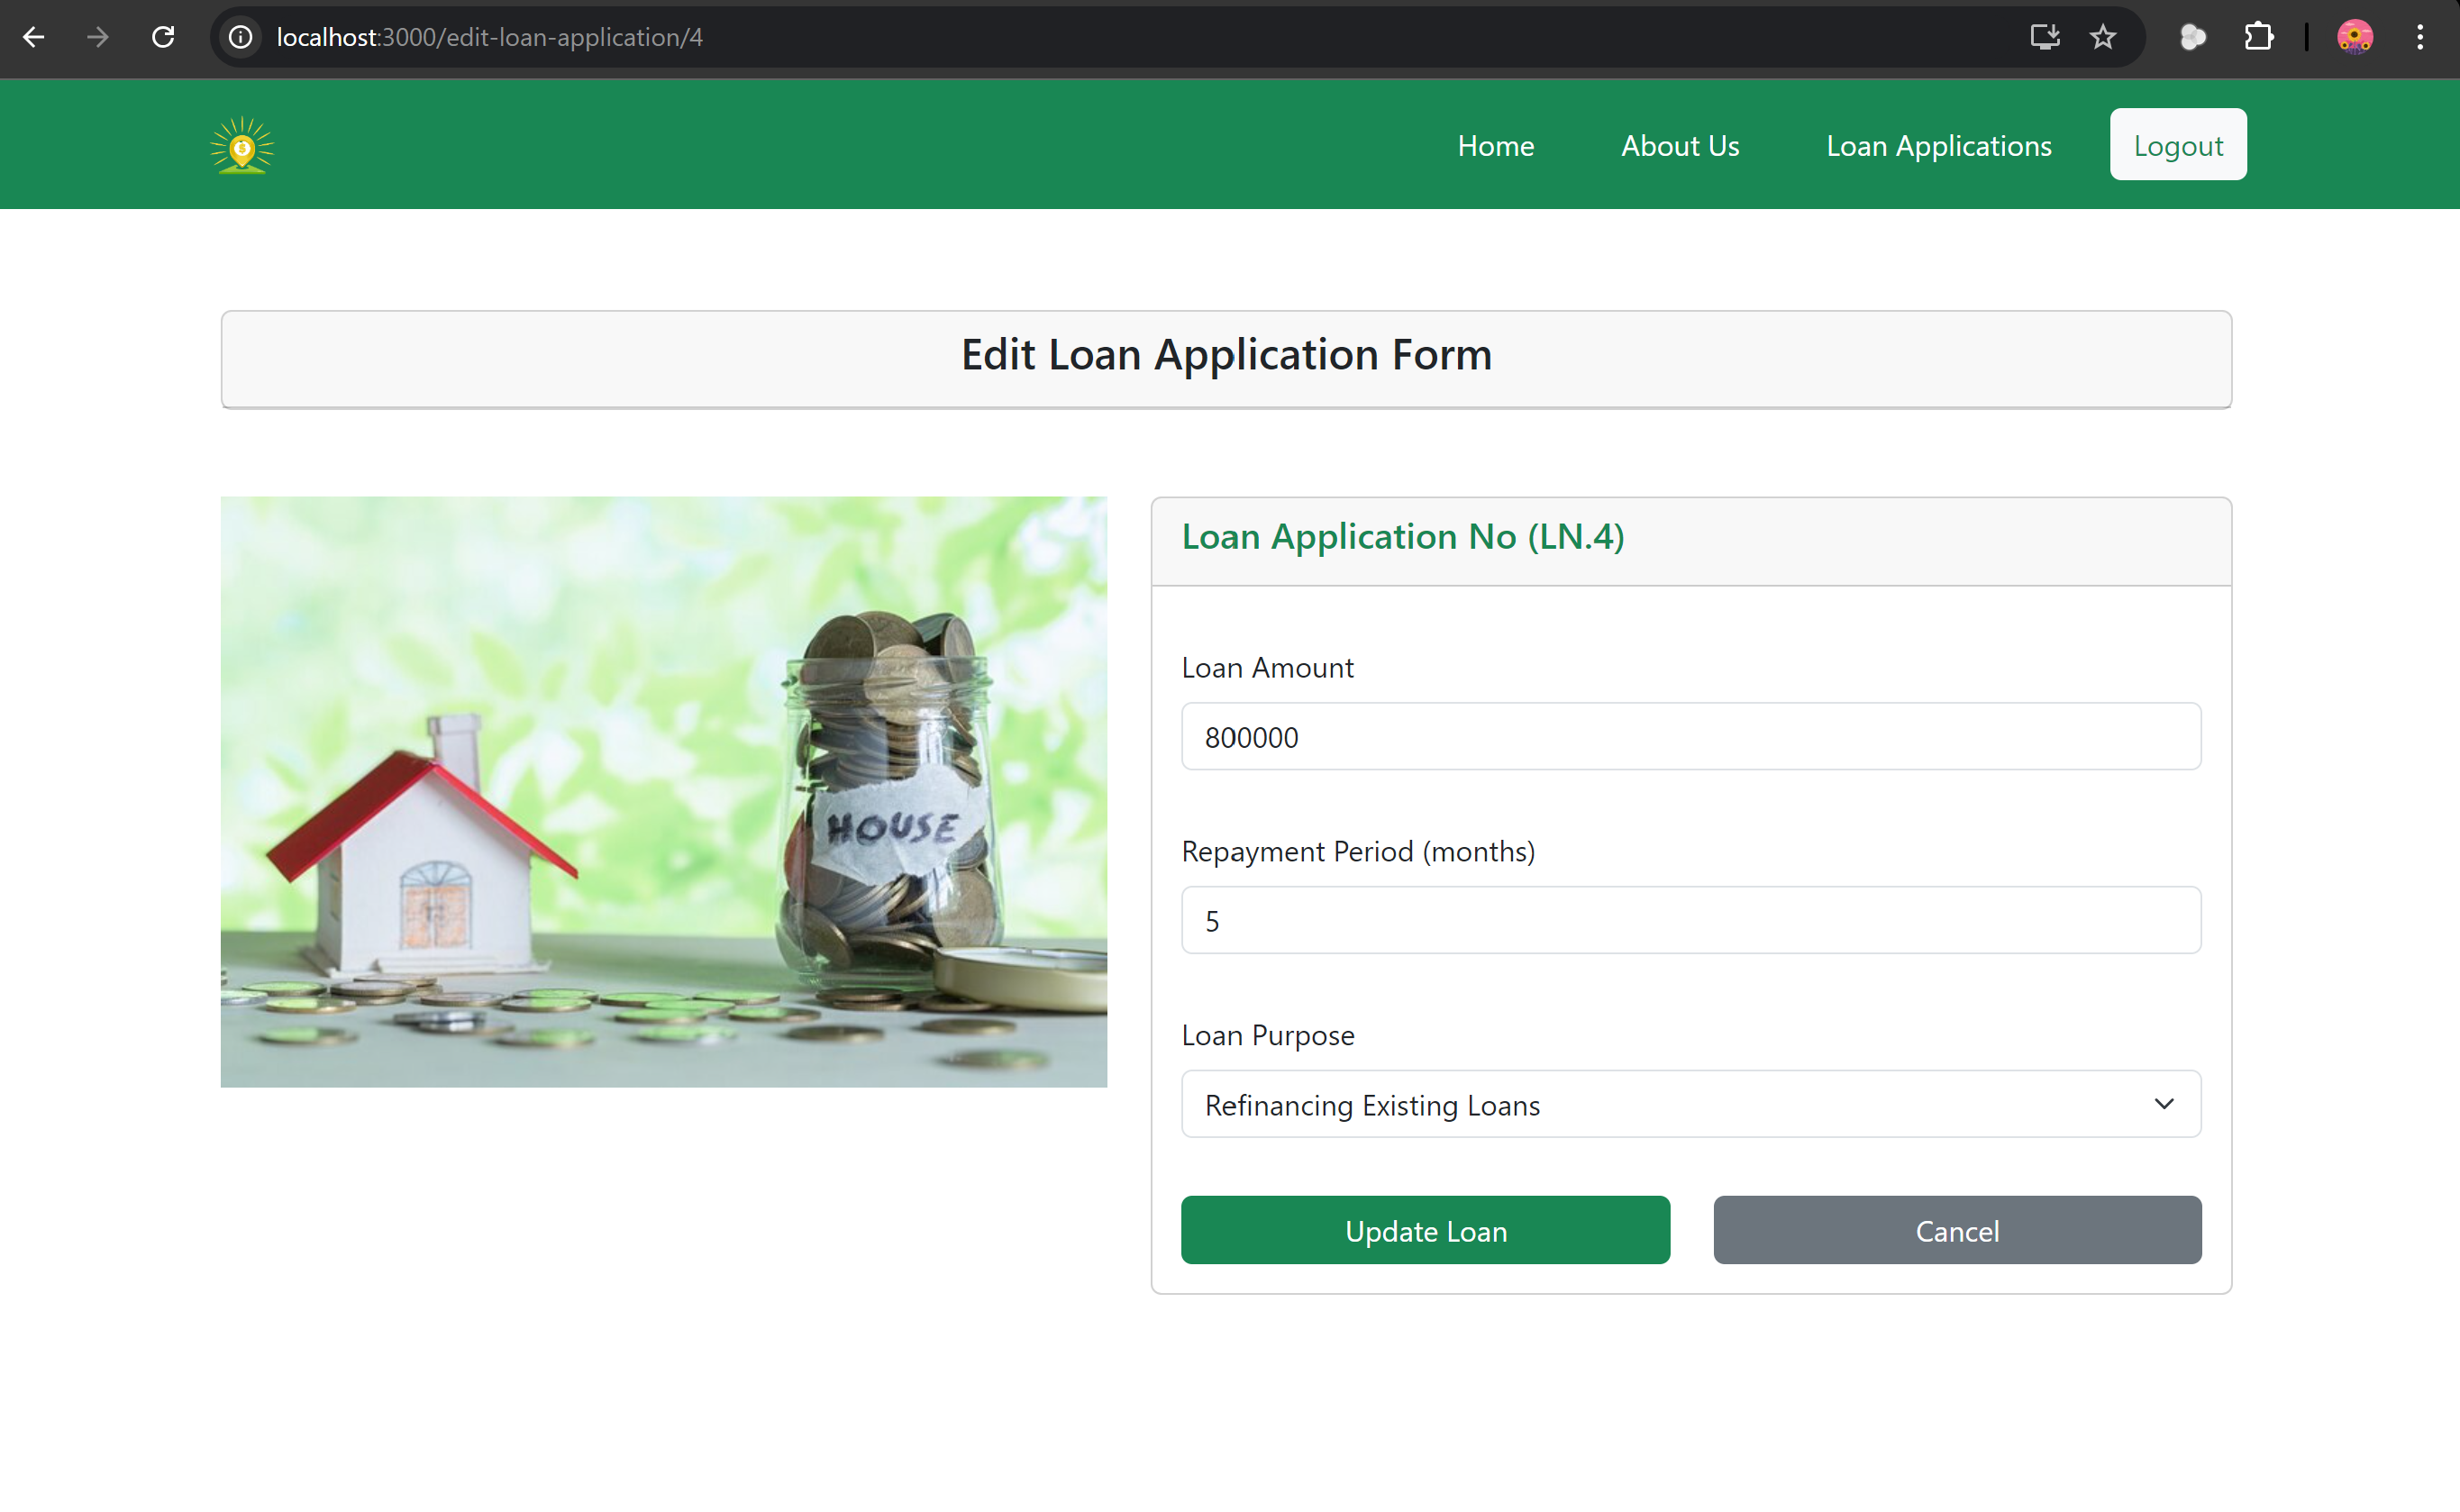 localhost:3000/edit-loan-application/4
$
Home
About Us
Loan Applications
Logout
Edit Loan Application Form
HOUSE
Loan Application No (LN.4)
Loan Amount
800000
Repayment Period (months)
5
Loan Purpose
Refinancing Existing Loans
Update Loan
Cancel